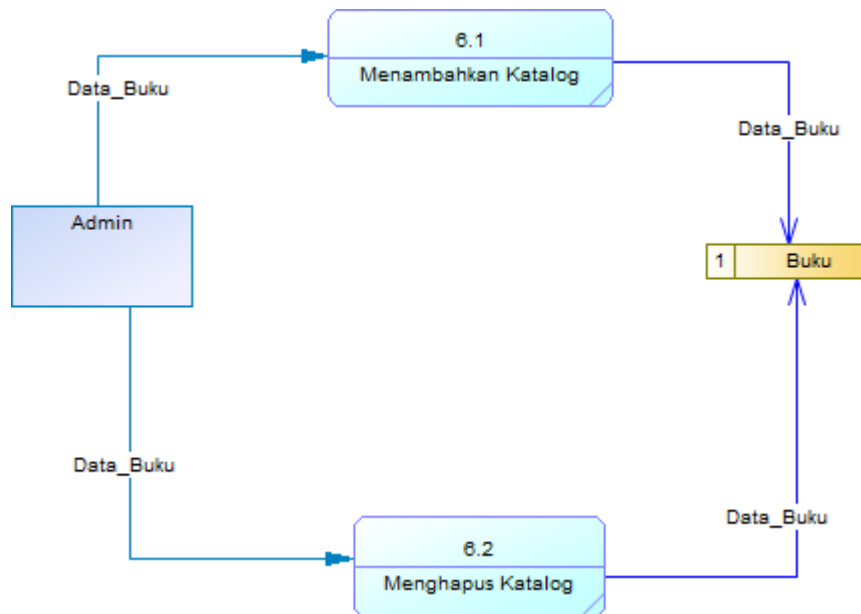 6.1
Menambahkan Katalog
Data_Buku
Data_Buku
Admin
1 Buku
Data_Buku
Data_Buku
6.2
Menghapus Katalog